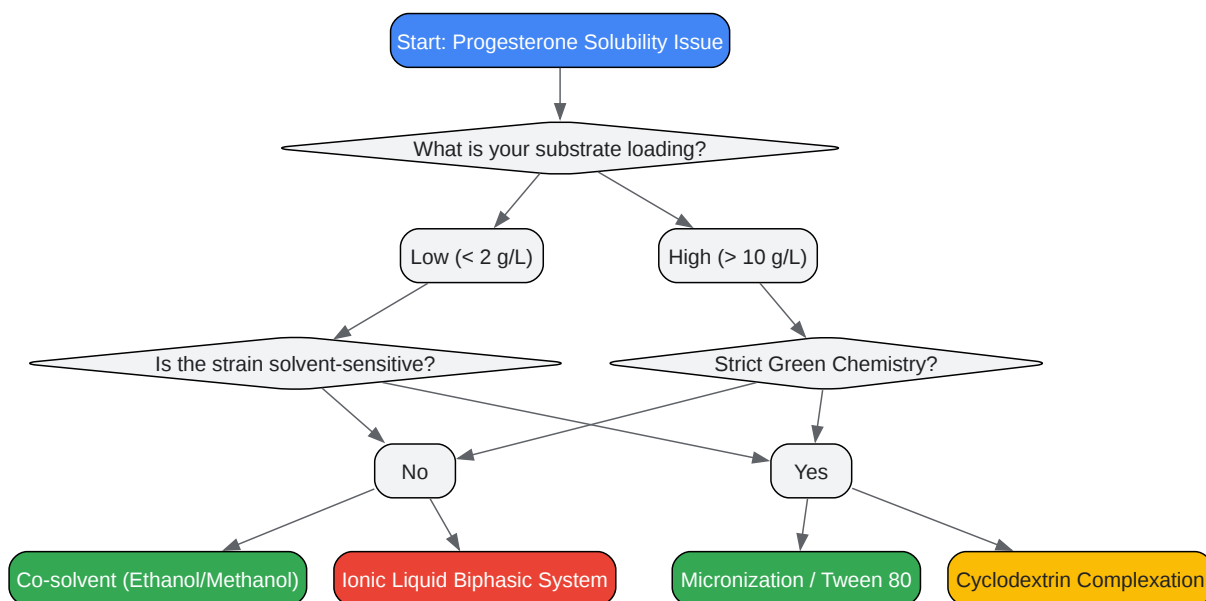 Start: Progesterone Solubility Issue
What is your substrate loading?
Low (< 2 g/L)
High (> 10 g/L)
Is the strain solvent-sensitive?
Strict Green Chemistry?
No
Yes
Co-solvent (Ethanol/Methanol)
Ionic Liquid Biphasic System
Micronization / Tween 80
Cyclodextrin Complexation